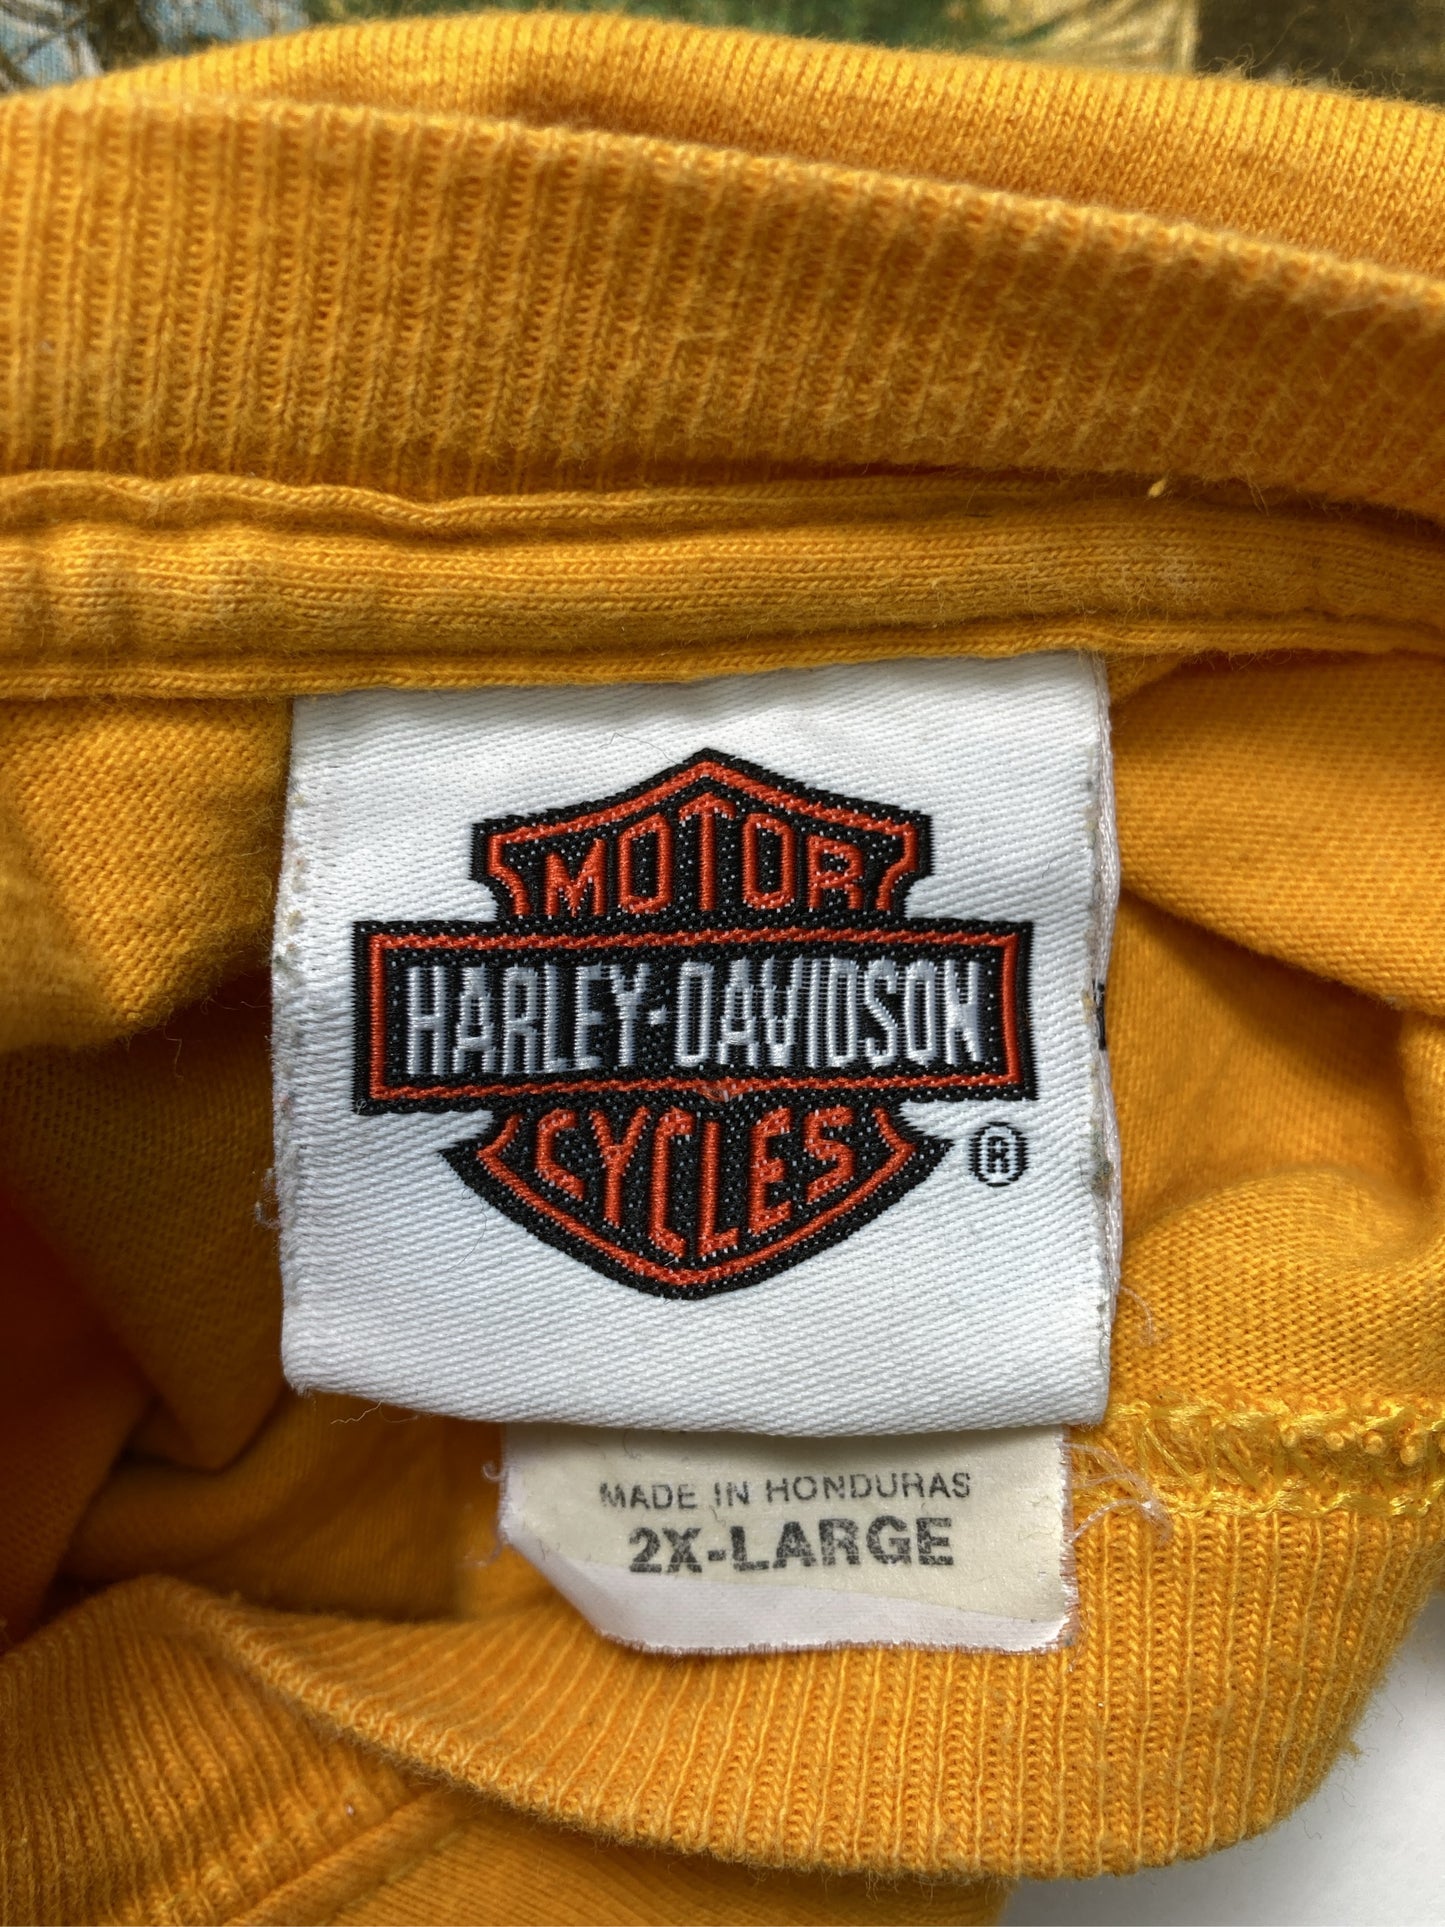 MOTOR
HARLEY-DAVIDSON
CYCLES
®
MADE IN HONDURAS
2X-LARGE